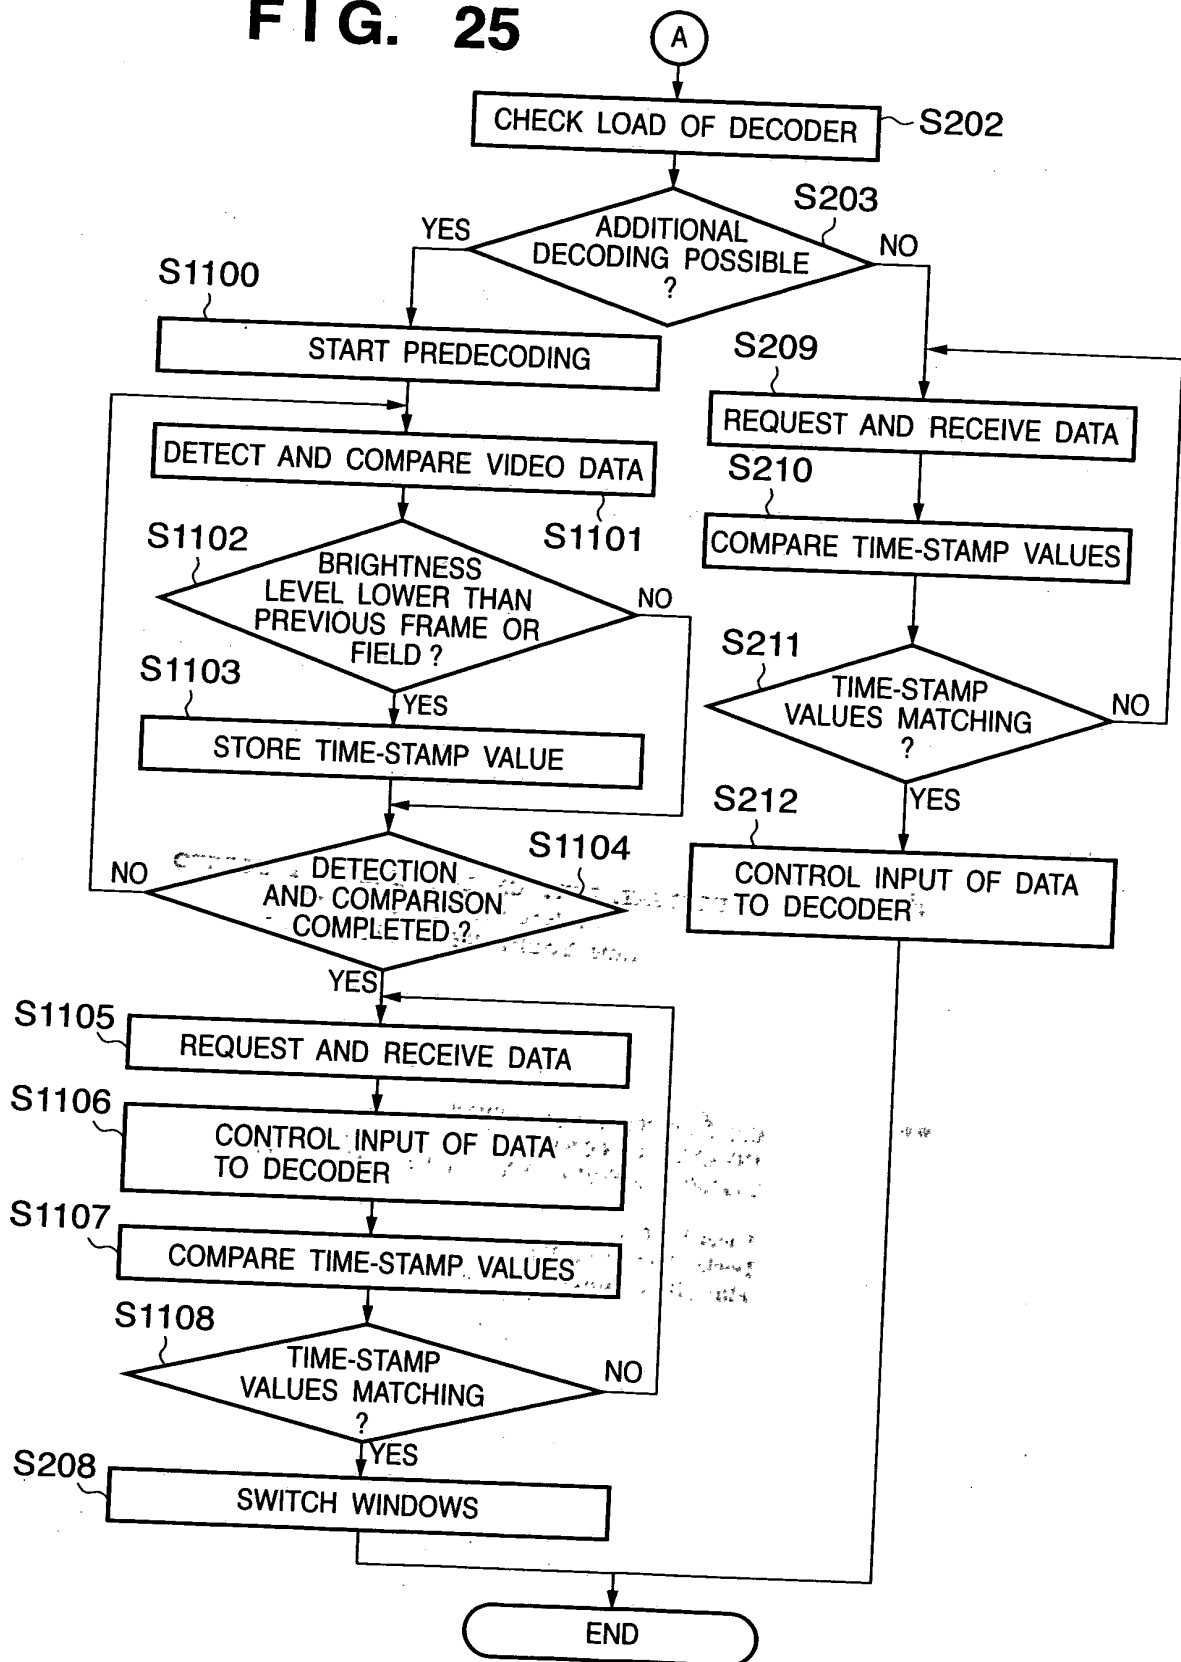 FIG. 25
A
CHECK LOAD OF DECODER
S202
S203
ADDITIONAL
DECODING POSSIBLE
?
YES
NO
S1100
START PREDECODING
S209
REQUEST AND RECEIVE DATA
DETECT AND COMPARE VIDEO DATA
S1101
S210
COMPARE TIME-STAMP VALUES
S1102
BRIGHTNESS
LEVEL LOWER THAN
PREVIOUS FRAME OR
FIELD ?
NO
YES
S211
TIME-STAMP
VALUES MATCHING
?
NO
YES
S1103
STORE TIME-STAMP VALUE
S212
CONTROL INPUT OF DATA
TO DECODER
S1104
DETECTION
AND COMPARISON
COMPLETED ?
NO
YES
S1105
REQUEST AND RECEIVE DATA
S1106
CONTROL INPUT OF DATA
TO DECODER
S1107
COMPARE TIME-STAMP VALUES
S1108
TIME-STAMP
VALUES MATCHING
?
NO
YES
S208
SWITCH WINDOWS
END